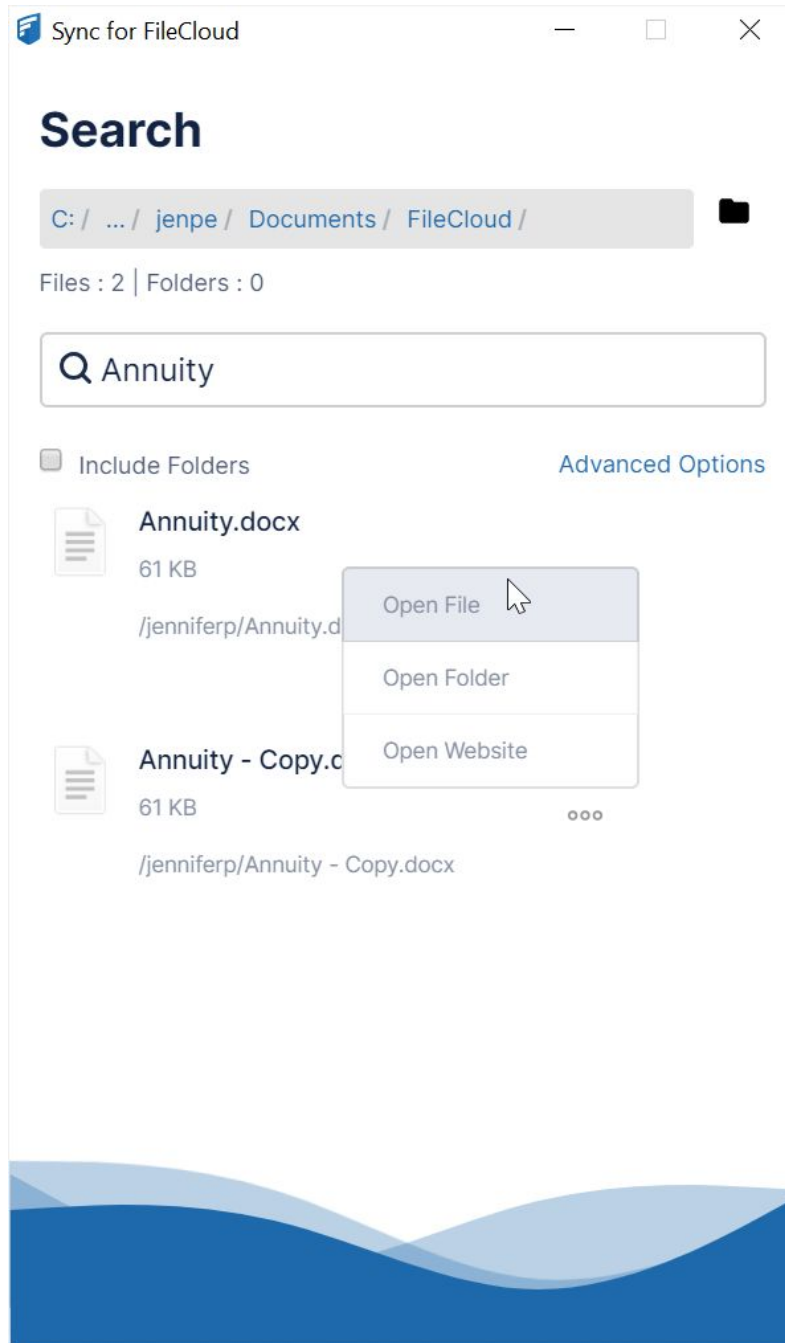 Sync for FileCloud
Search
C: / ... / jenpe / Documents / FileCloud /
Files : 2 | Folders : 0
Annuity
Include Folders Advanced Options
Annuity.docx
61 KB
/jenniferp/Annuity.d
Open File
Open Folder
Open Website
Annuity - Copy.d
61 KB
/jenniferp/Annuity - Copy.docx